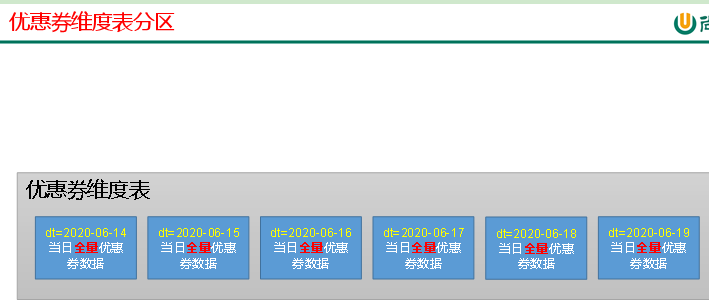 优惠券维度表分区
优惠券维度表
dt=2020-06-14
当日全量优惠
券数据
dt=2020-06-15
当日全量优惠
券数据
dt=2020-06-16
当日全量优惠
券数据
dt=2020-06-17
当日全量优惠
券数据
dt=2020-06-18
当日全量优惠
券数据
dt=2020-06-19
当日全量优惠
券数据